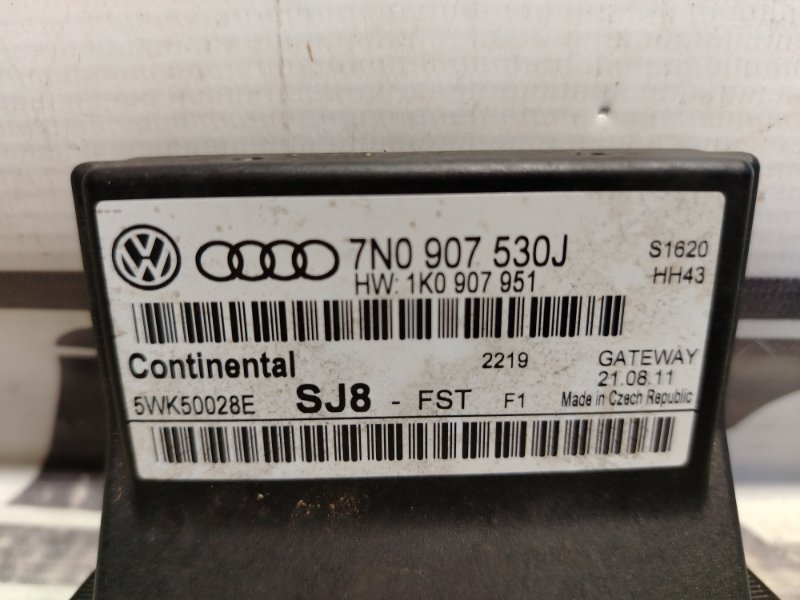 VW 7N0 907 530J S1620
HW: 1K0 907 951 HH43
Continental 2219 GATEWAY
21.08.11
5WK50028E SJ8 - FST F1 Made in Czech Republic